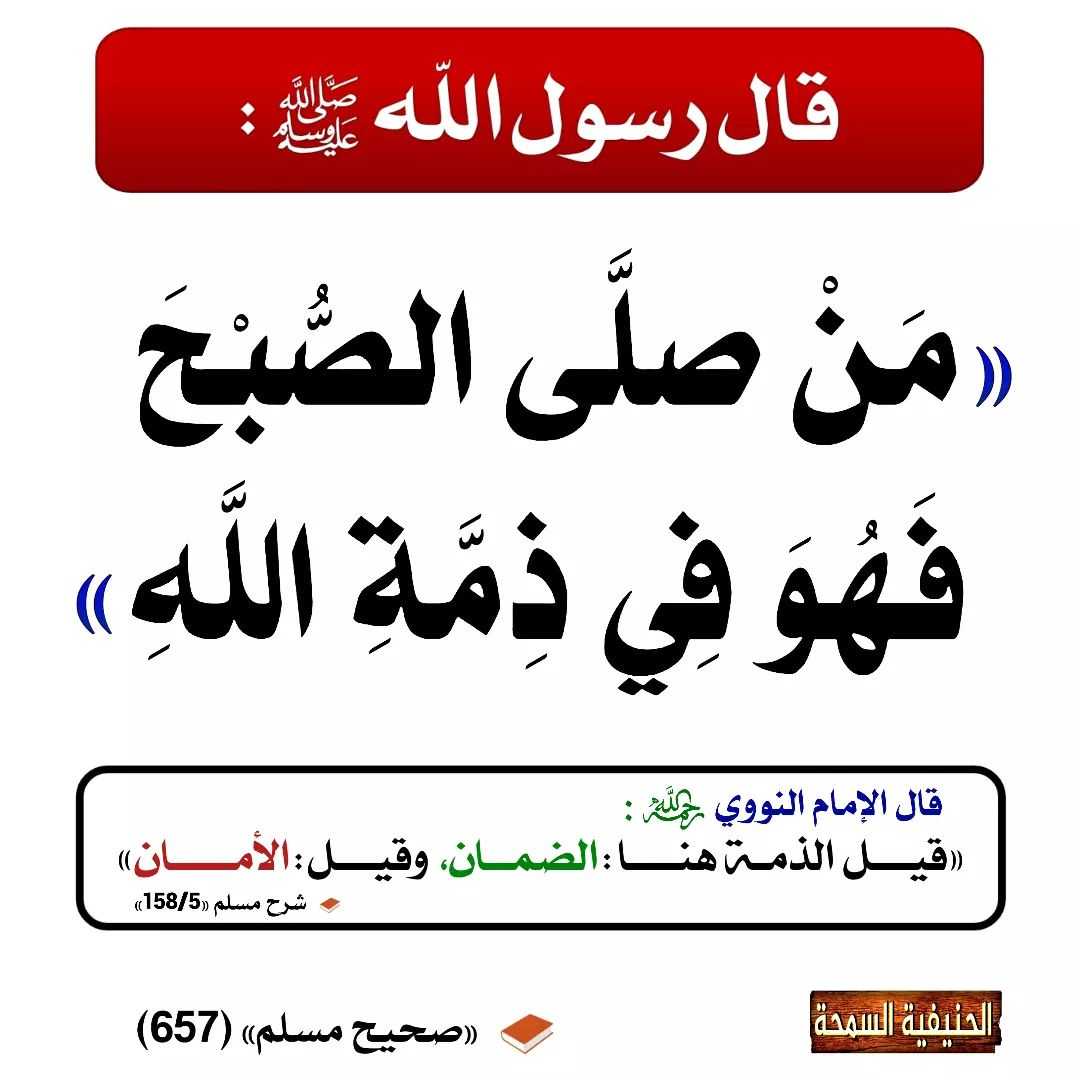 قال رسول الله ﷺ :
«مَنْ صلَّى الصُّبْحَ
فَهُوَ فِي ذِمَّةِ اللَّهِ»
قال الإمام النووي رحمه الله :
«قيل الذمة هنا : الضمان، وقيل : الأمان»
شرح مسلم «158/5»
«صحيح مسلم» (657)
الحنيفية السمحة